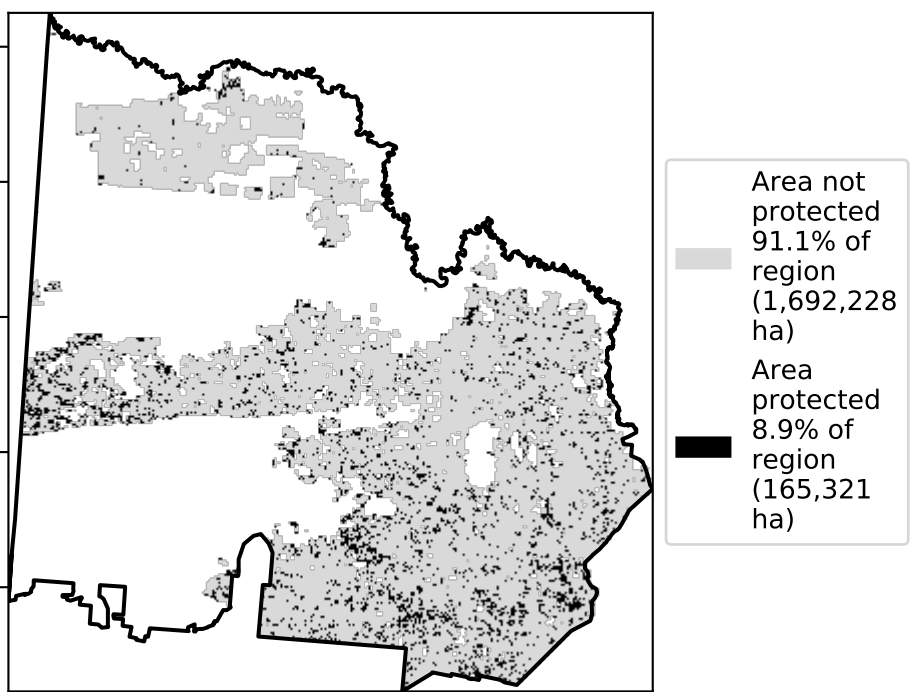 Area not
protected
91.1% of
region
(1,692,228
ha)
Area
protected
8.9% of
region
(165,321
ha)